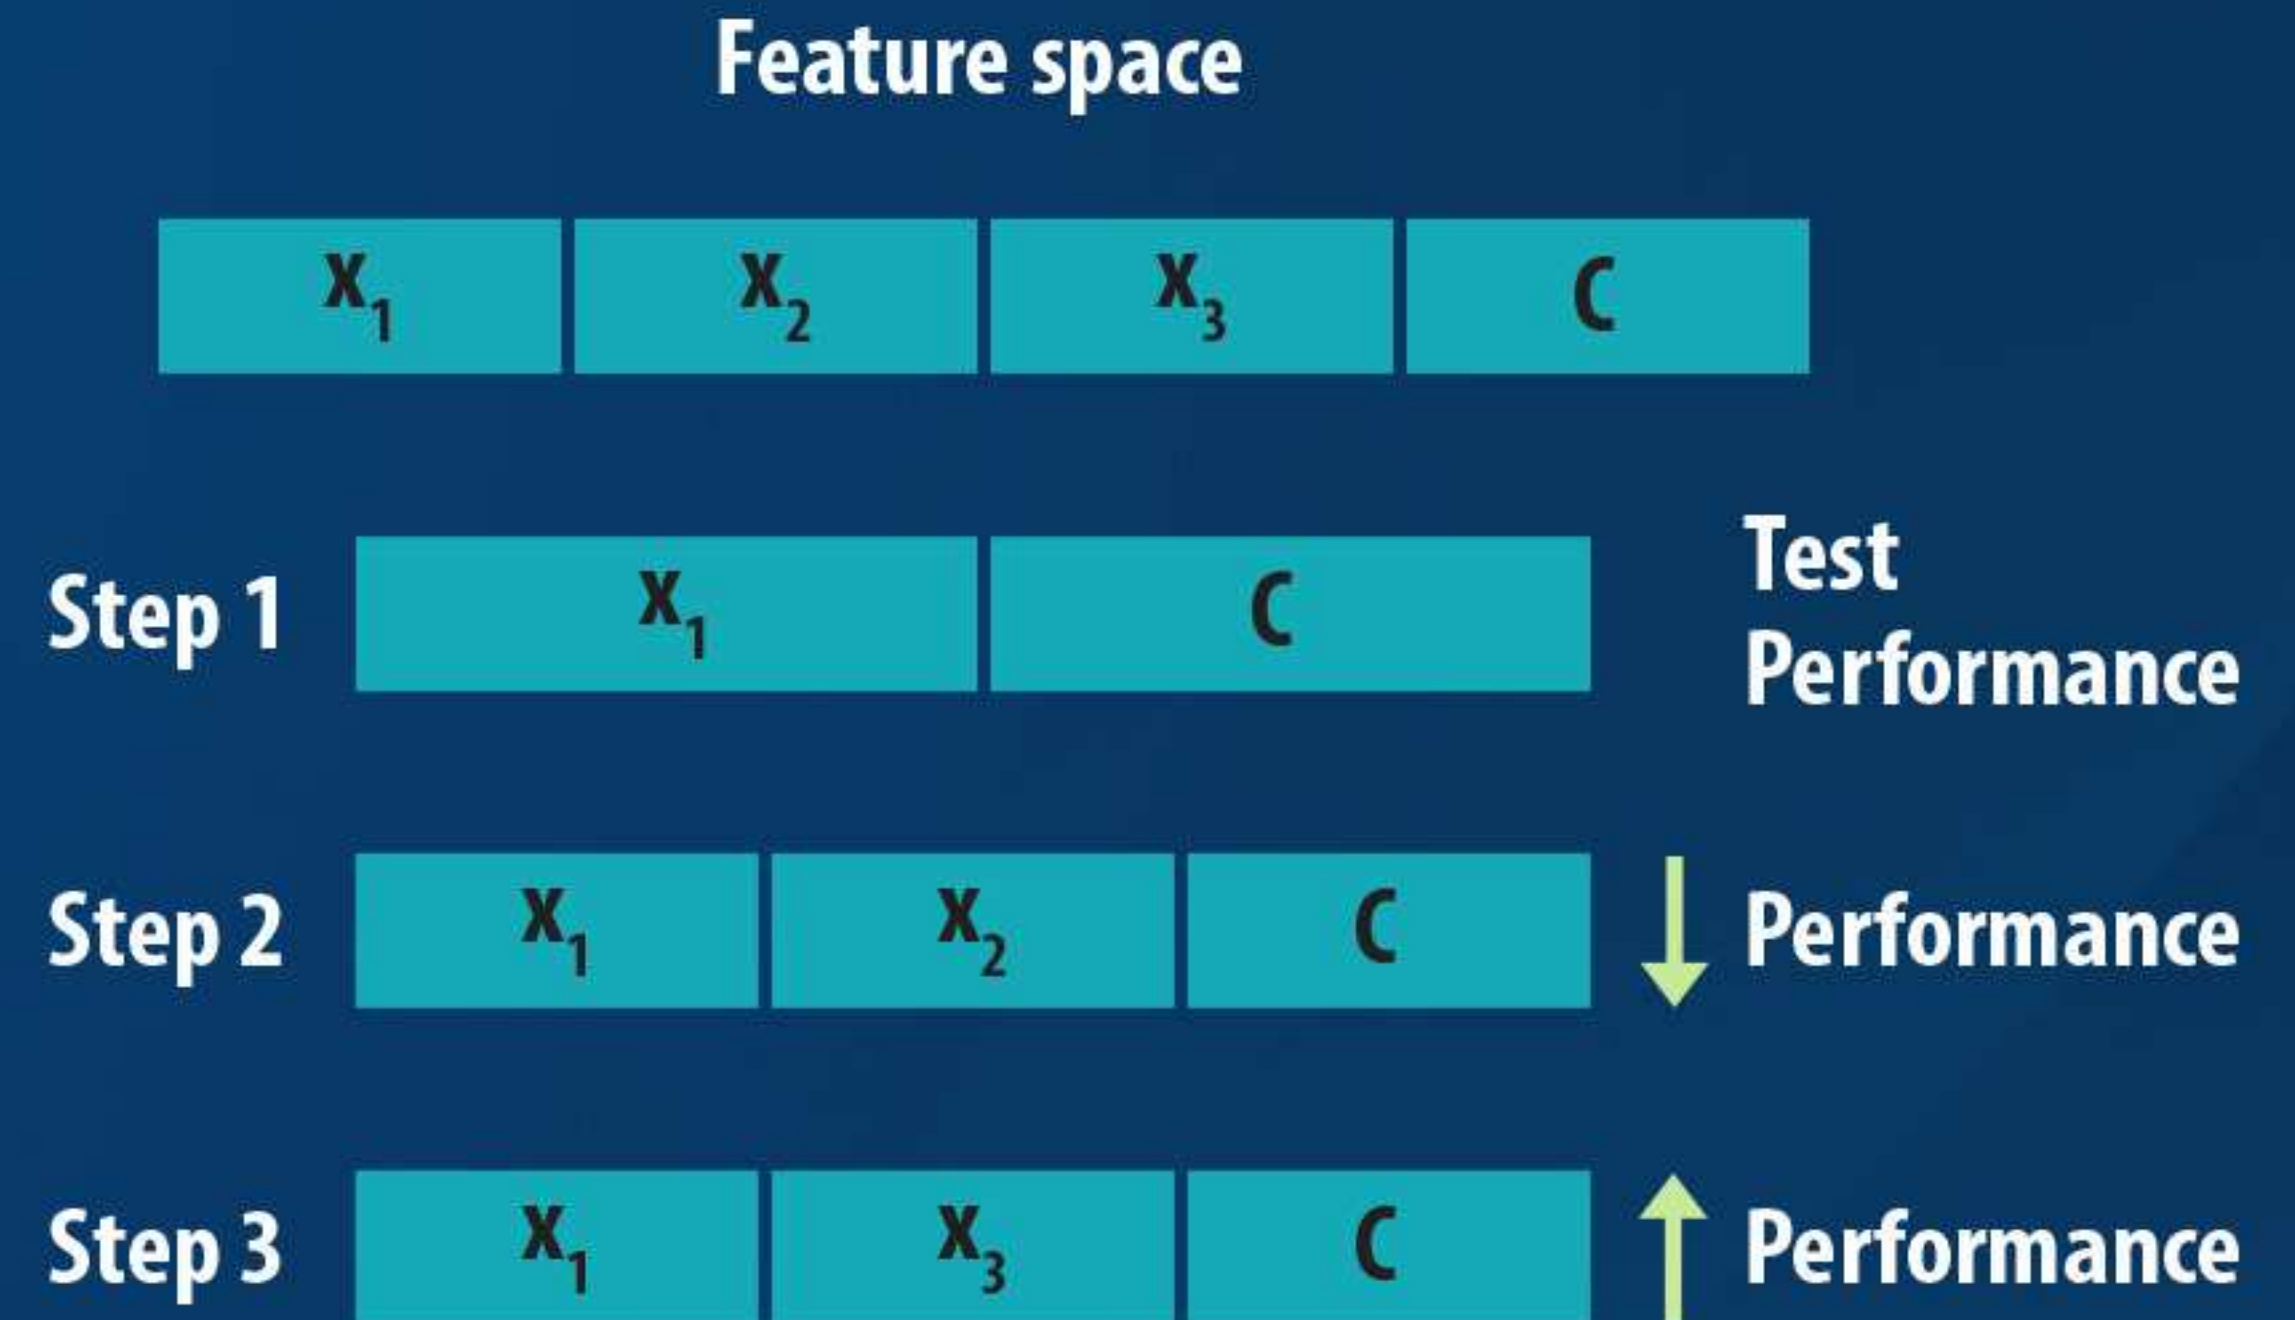 Feature space
X₁ X₂ X₃ C
Step 1 X₁ C Test
Performance
Step 2 X₁ X₂ C Performance
Step 3 X₁ X₃ C Performance